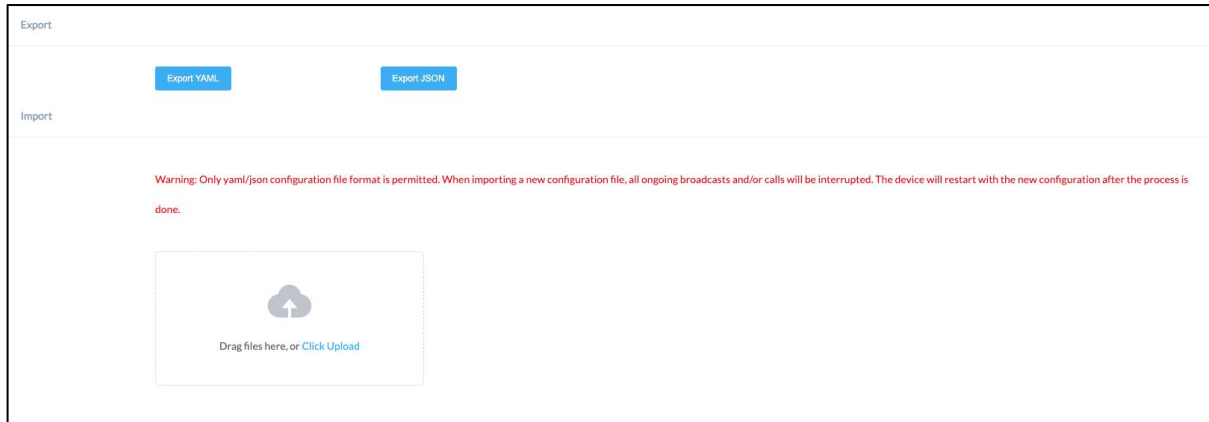 Export
Export YAML Export JSON
Import
Warning: Only yaml/json configuration file format is permitted. When importing a new configuration file, all ongoing broadcasts and/or calls will be interrupted. The device will restart with the new configuration after the process is
done.
Drag files here, or Click Upload